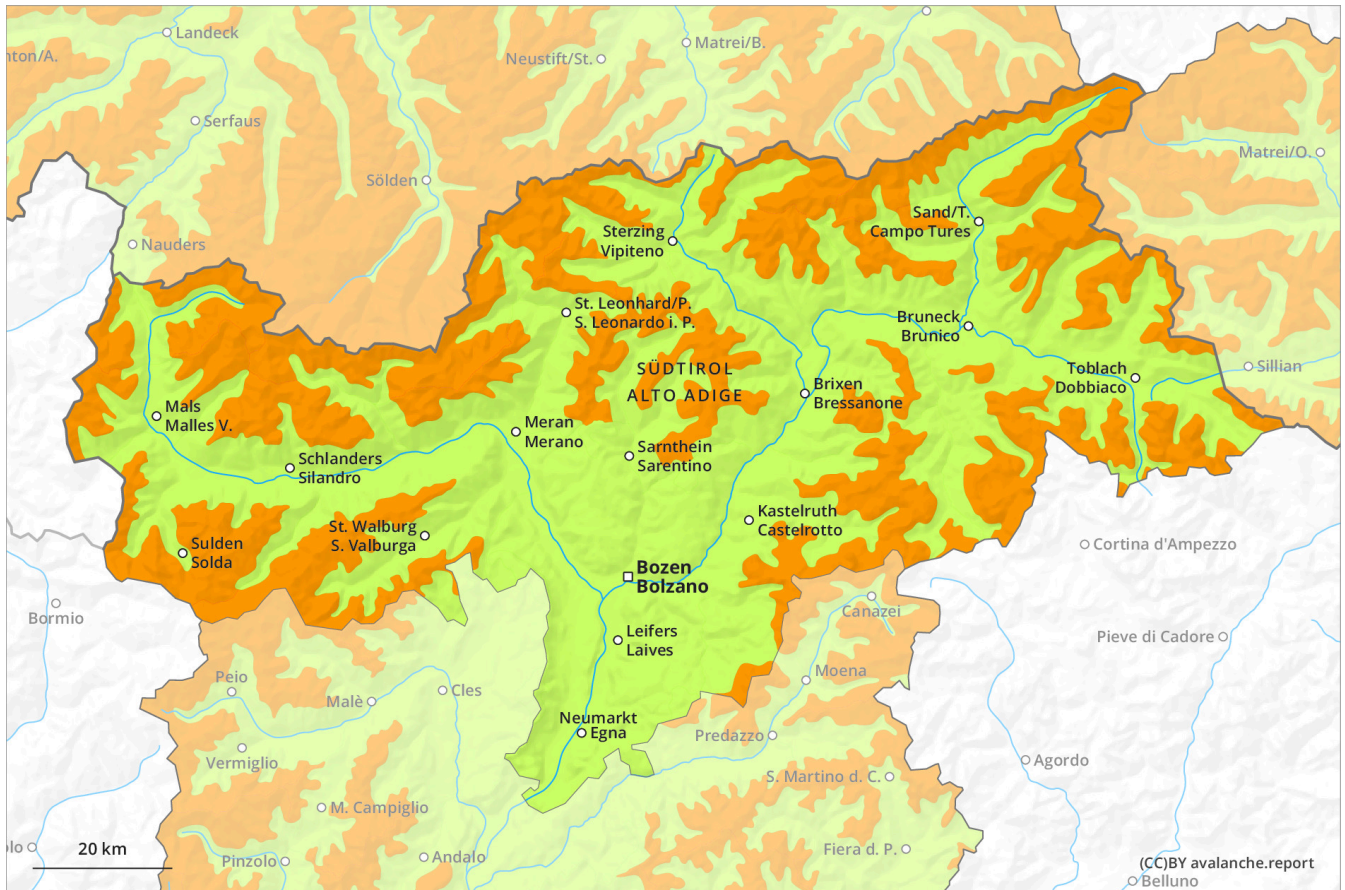 Landeck
nton/A.
Matrei/B.
Neustift/St.
Serfaus
Matrei/O.
Sölden
Sand/T.
Campo Tures
Sterzing
Vipiteno
Nauders
St. Leonhard/P.
S. Leonardo i. P.
Bruneck
Brunico
SÜDTIROL
ALTO ADIGE
Toblach
Dobbiaco
Sillian
Brixen
Bressanone
Mals
Malles V.
Meran
Merano
Sarnthein
Sarentino
Schlanders
Silandro
Kastelruth
Castelrotto
St. Walburg
S. Valburga
Sulden
Solda
Cortina d'Ampezzo
Bozen
Bolzano
Bormio
Canazei
Leifers
Laives
Pieve di Cadore
Peio
Moena
Cles
Malè
Neumarkt
Egna
Predazzo
Vermiglio
Agordo
S. Martino d. C.
M. Campiglio
olo
20 km
Pinzolo
Andalo
Fiera d. P.
(CC)BY avalanche.report
Belluno